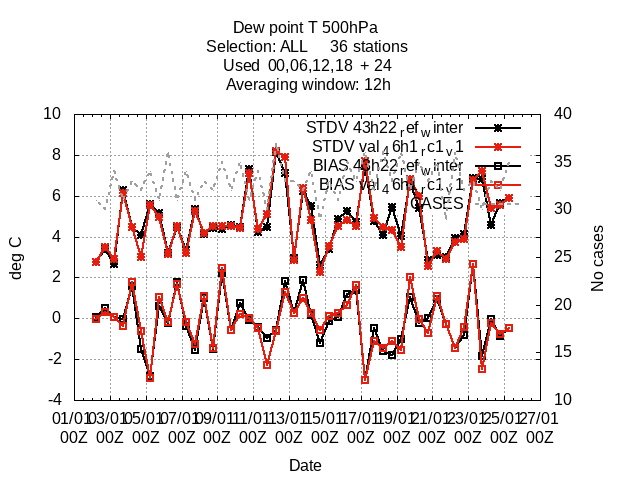 Dew point T 500hPa
Selection: ALL 36 stations
Used 00,06,12,18 + 24
Averaging window: 12h
10 40
STDV 43h22_ref_winter
STDV val_46h1_rc1_v1
8 35
BIAS 43h22_ref_winter
BIAS val_46h1_rc1_v1
6 30
CASES
4 25
deg C
No cases
2
0 20
-2 15
-4 10
01/01 03/01 05/01 07/01 09/01 11/01 13/01 15/01 17/01 19/01 21/01 23/01 25/01 27/01
00Z 00Z 00Z 00Z 00Z 00Z 00Z 00Z 00Z 00Z 00Z 00Z 00Z 00Z
Date